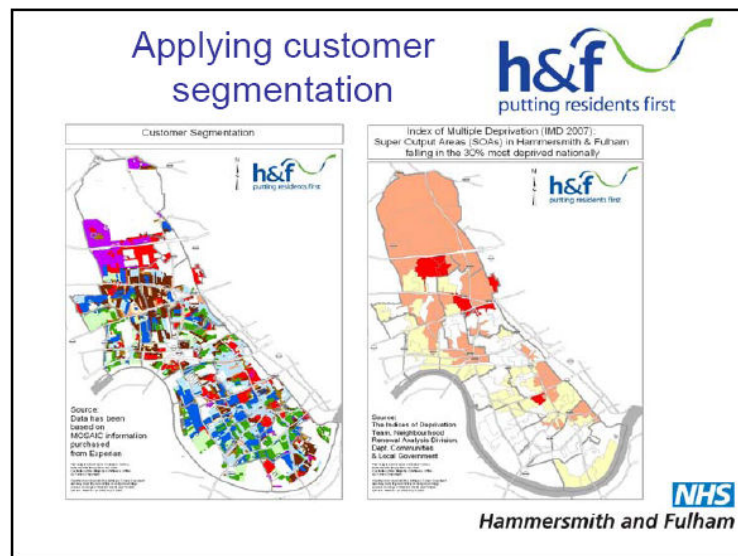 Applying customer
segmentation
h&f
putting residents first
Customer Segmentation
h&f
putting residents first
N
Source:
Data has been
based on
MOSAIC information
purchased
from Experian.
Index of Multiple Deprivation (IMD 2007):
Super Output Areas (SOAs) in Hammersmith & Fulham
falling in the 30% most deprived nationally
N
h&f
putting residents first
Source:
The Indices of Deprivation
Team, Neighbourhood
Renewal Analysis Division,
Dept. Communities
& Local Government
NHS
Hammersmith and Fulham